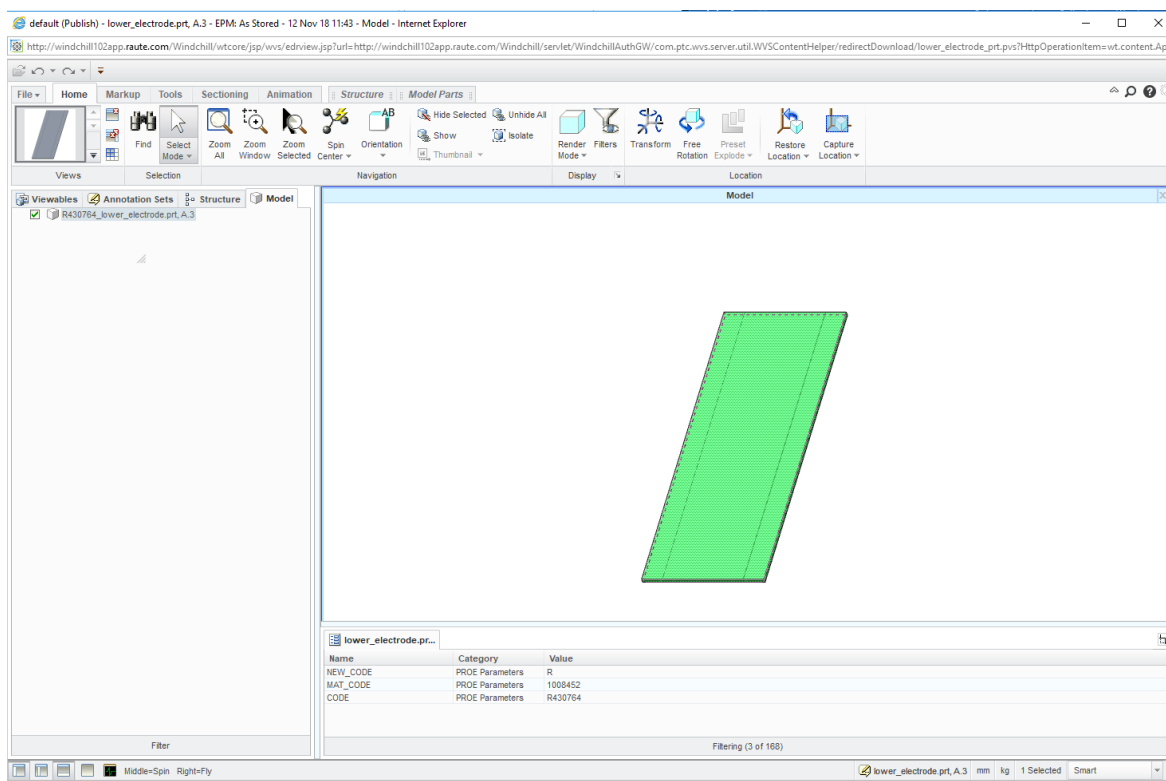 default (Publish) - lower_electrode.prt, A.3 - EPM: As Stored - 12 Nov 18 11:43 - Model - Internet Explorer
http://windchill102app.raute.com/Windchill/wtcore/jsp/wvs/edrview.jsp?url=http://windchill102app.raute.com/Windchill/servlet/WindchillAuthGW/com.ptc.wvs.server.util.WVSContentHelper/redirectDownload/lower_electrode_prt.pvs?HttpOperationItem=wt.content.Ap
File Home Markup Tools Sectioning Animation Structure Model Parts
AB Hide Selected Unhide All
Show Isolate
Thumbnail
Find Select Mode Zoom All Zoom Window Zoom Selected Spin Center Orientation Render Mode Filters Transform Free Rotation Preset Explode Restore Location Capture Location
Views Selection Navigation Display Location
Viewables Annotation Sets Structure Model
Model
R430764_lower_electrode.prt, A.3
lower_electrode.pr...
Name Category Value
NEW_CODE PROE Parameters R
MAT_CODE PROE Parameters 1008452
CODE PROE Parameters R430764
Filter
Filtering (3 of 168)
Middle=Spin Right=Fly
lower_electrode.prt, A.3 mm kg 1 Selected Smart